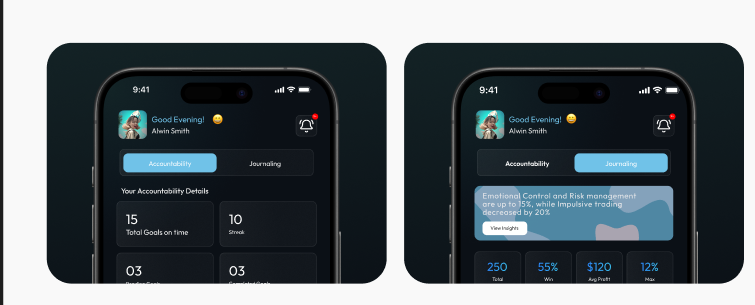 9:41
Good Evening!
Alwin Smith
Accountability
Journaling
Your Accountability Details
15
Total Goals on time
10
Streak
03
03
9:41
Good Evening!
Alwin Smith
Accountability
Journaling
Emotional Control and Risk management
are up to 15%, while Impulsive trading
decreased by 20%
View Insights
250
Total
55%
Win
$120
Avg Profit
12%
Max